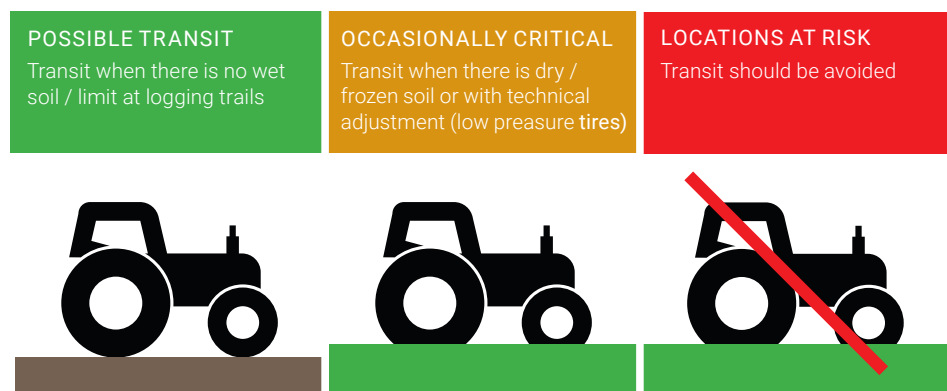 POSSIBLE TRANSIT
Transit when there is no wet
soil / limit at logging trails
OCCASIONALLY CRITICAL
Transit when there is dry /
frozen soil or with technical
adjustment (low preasure tires)
LOCATIONS AT RISK
Transit should be avoided